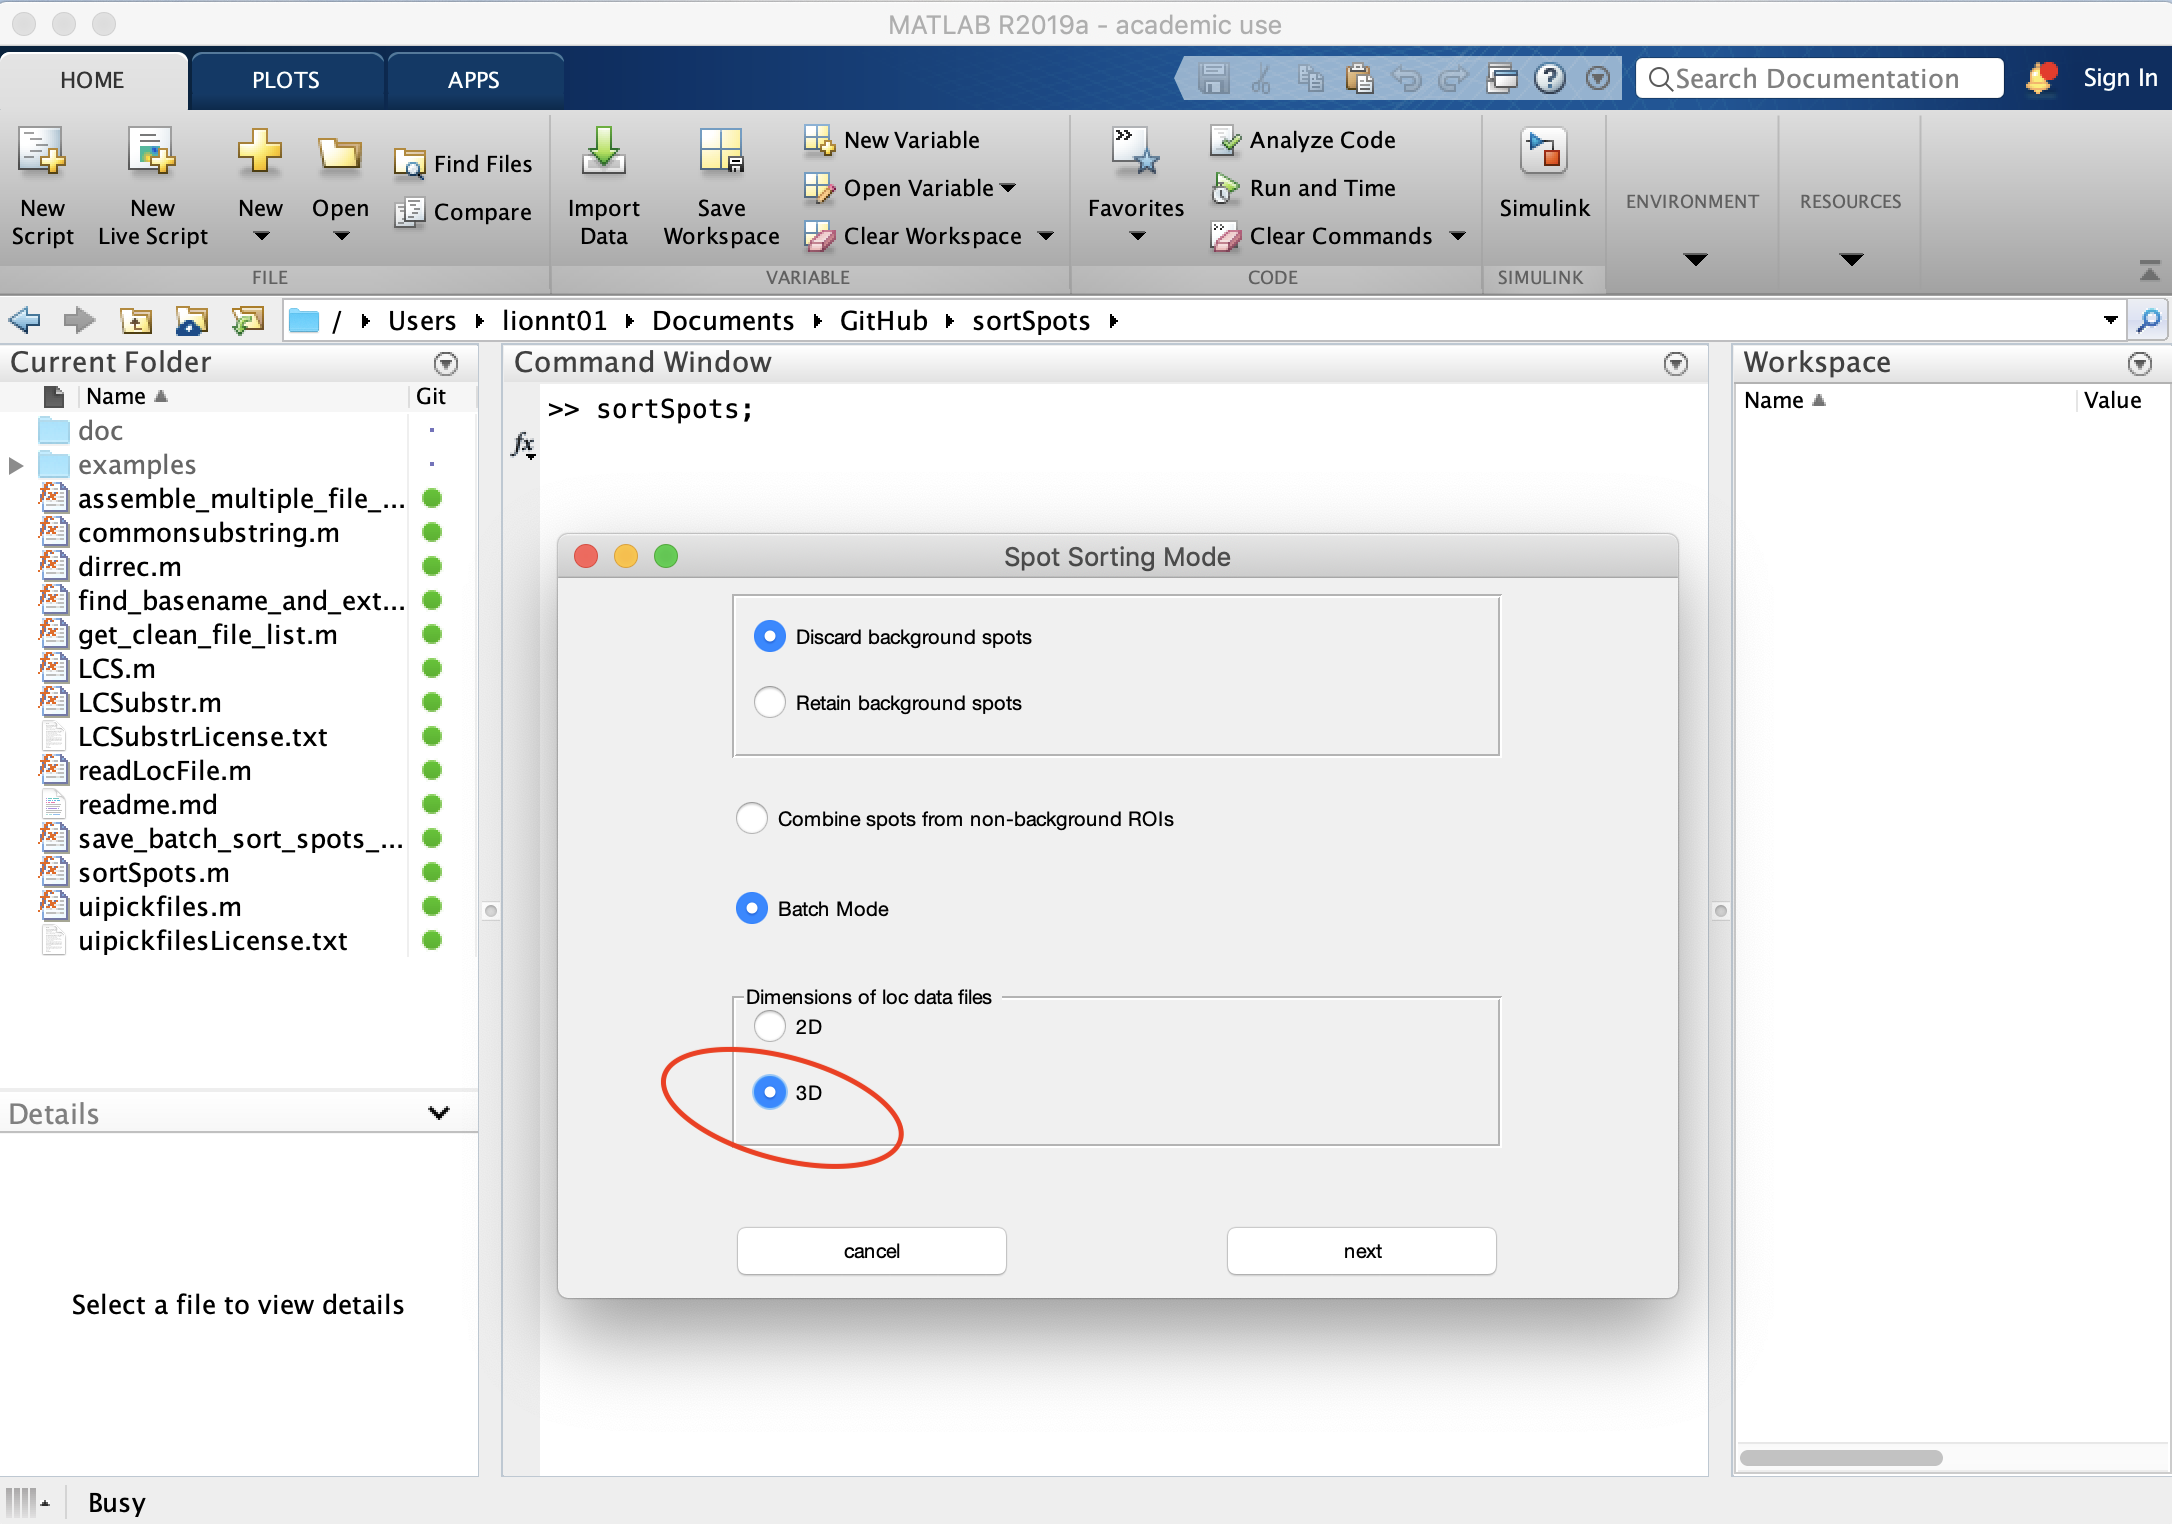 MATLAB R2019a - academic use
HOME
PLOTS
APPS
Search Documentation
Sign In
New Script
New Live Script
New
Open
Find Files
Compare
FILE
Import Data
Save Workspace
New Variable
Open Variable
Clear Workspace
VARIABLE
Favorites
Analyze Code
Run and Time
Clear Commands
CODE
Simulink
SIMULINK
ENVIRONMENT
RESOURCES
/ Users lionnt01 Documents GitHub sortSpots
Current Folder
Name Git
doc
examples
assemble_multiple_file_...
commonsubstring.m
dirrec.m
find_basename_and_ext...
get_clean_file_list.m
LCS.m
LCSubstr.m
LCSubstrLicense.txt
readLocFile.m
readme.md
save_batch_sort_spots_...
sortSpots.m
uipickfiles.m
uipickfilesLicense.txt
Details
Select a file to view details
Command Window
>> sortSpots;
fx
Spot Sorting Mode
Discard background spots
Retain background spots
Combine spots from non-background ROIs
Batch Mode
Dimensions of loc data files
2D
3D
cancel
next
Workspace
Name Value
Busy